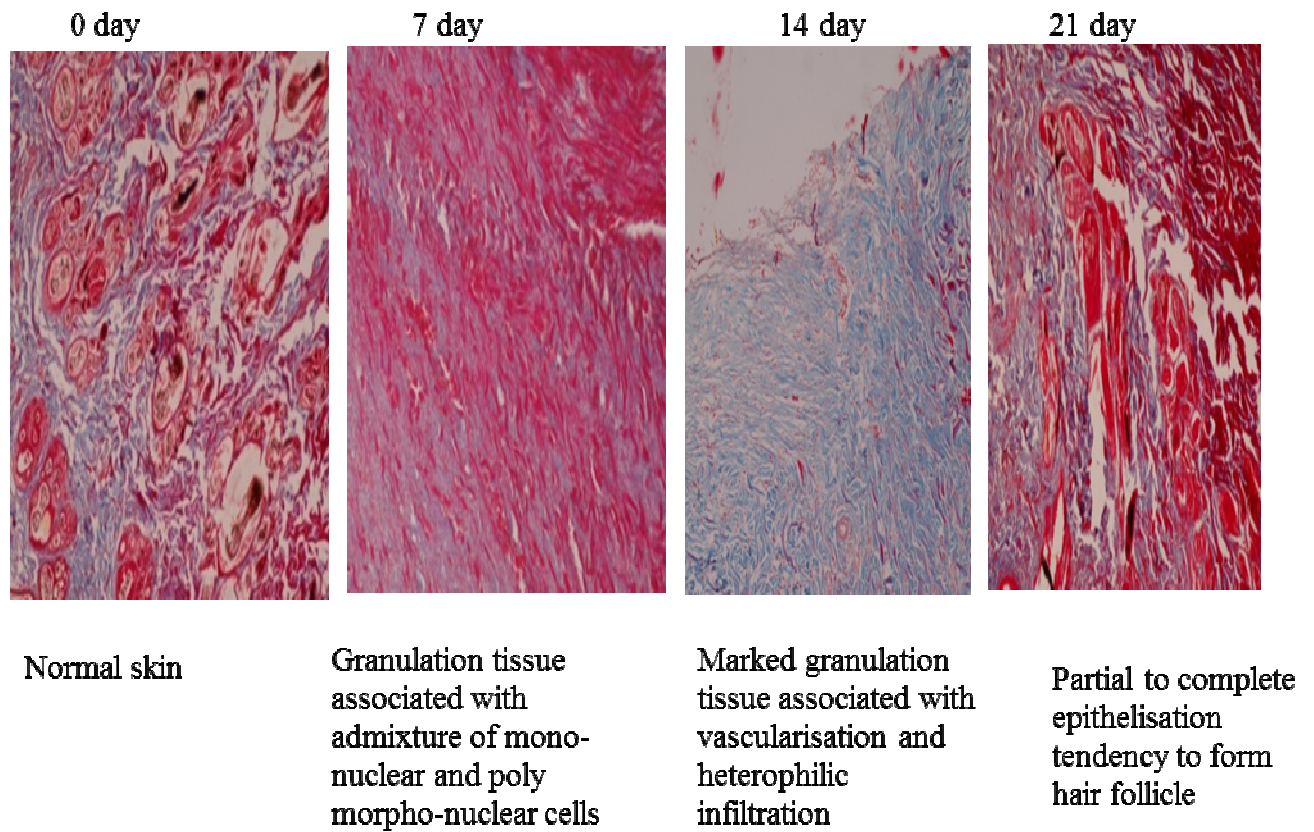 0 day
7 day
14 day
21 day
Normal skin
Granulation tissue
associated with
admixture of mono-
nuclear and poly
morpho-nuclear cells
Marked granulation
tissue associated with
vascularisation and
heterophilic
infiltration
Partial to complete
epithelisation
tendency to form
hair follicle